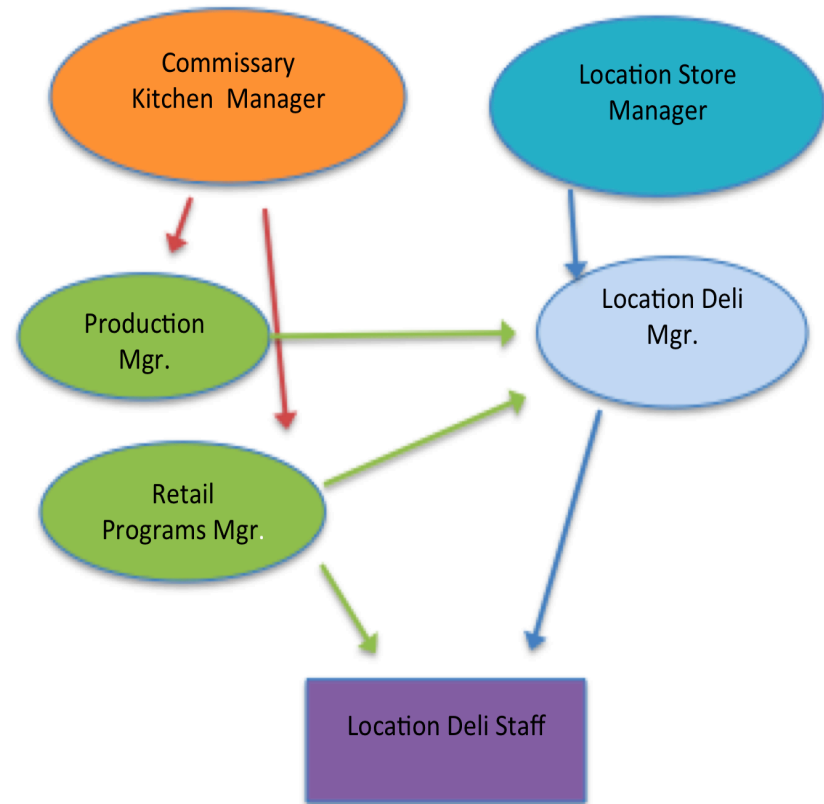 Commissary
Kitchen  Manager
Location Store
Manager
Production
Mgr.
Location Deli
Mgr.
Retail
Programs Mgr.
Location Deli Staff